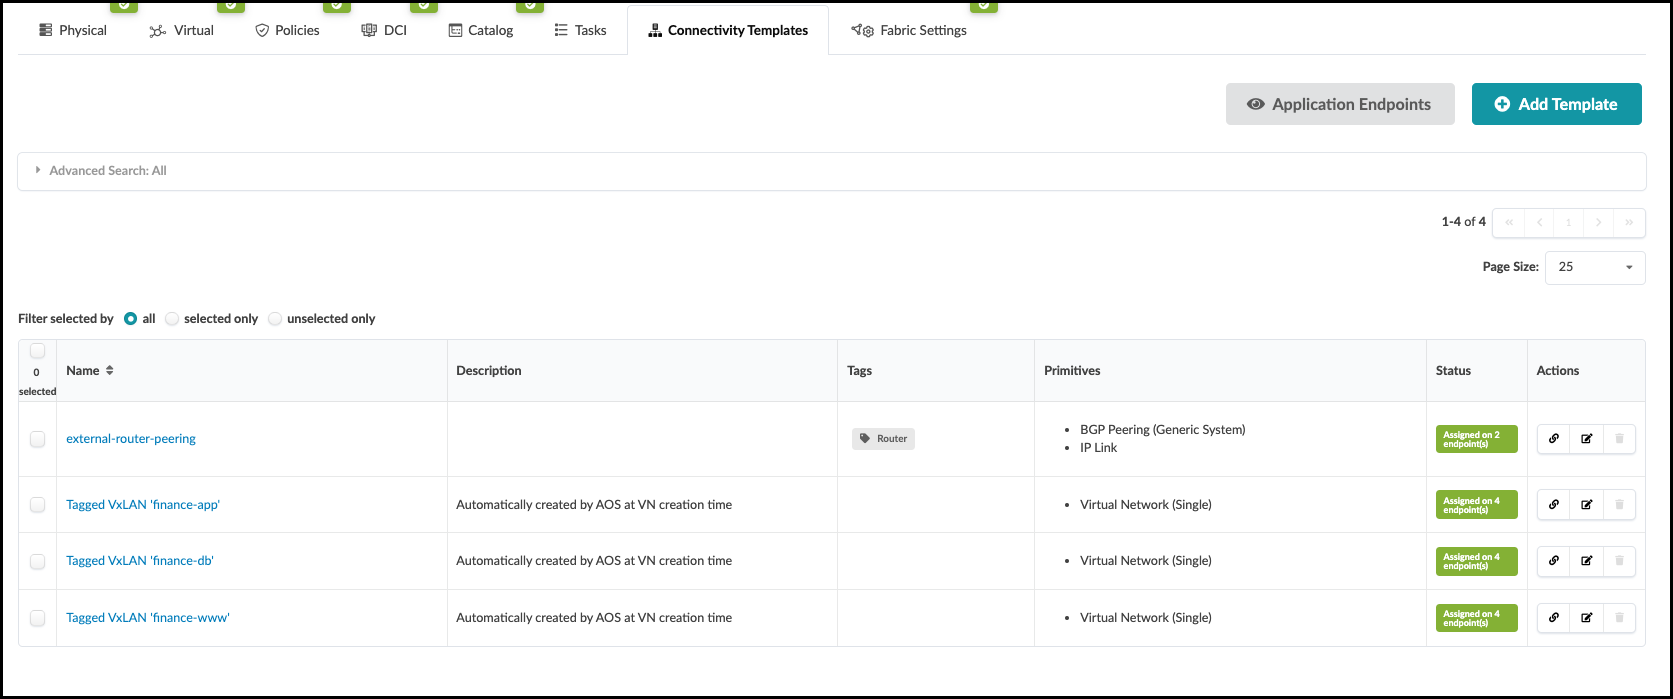 Physical Virtual Policies DCI Catalog Tasks Connectivity Templates Fabric Settings
Application Endpoints Add Template
Advanced Search: All
1-4 of 4 « < 1 > »
Page Size: 25
Filter selected by all selected only unselected only
0 selected Name Description Tags Primitives Status Actions
external-router-peering Router
BGP Peering (Generic System)
IP Link
Assigned on 2
endpoint(s)
Tagged VxLAN 'finance-app' Automatically created by AOS at VN creation time Virtual Network (Single)
Assigned on 4
endpoint(s)
Tagged VxLAN 'finance-db' Automatically created by AOS at VN creation time Virtual Network (Single)
Assigned on 4
endpoint(s)
Tagged VxLAN 'finance-www' Automatically created by AOS at VN creation time Virtual Network (Single)
Assigned on 4
endpoint(s)